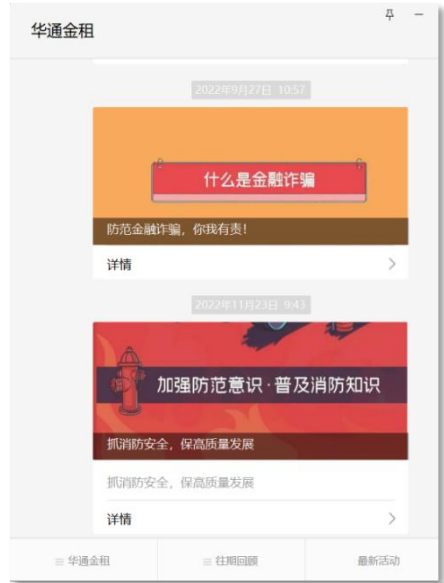 华通金租
2022年9月27日 10:57
什么是金融诈骗
防范金融诈骗，你我有责！
详情
2022年11月23日 9:43
加强防范意识·普及消防知识
抓消防安全，保高质量发展
抓消防安全，保高质量发展
详情
华通金租
往期回顾
最新活动